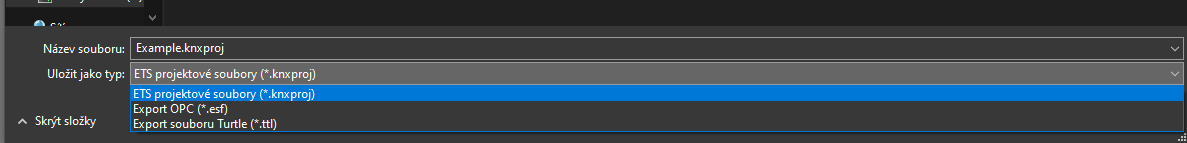 Název souboru: Example.knxproj
Uložit jako typ: ETS projektové soubory (*.knxproj)
ETS projektové soubory (*.knxproj)
Export OPC (*.esf)
Export souboru Turtle (*.ttl)
Skrýt složky